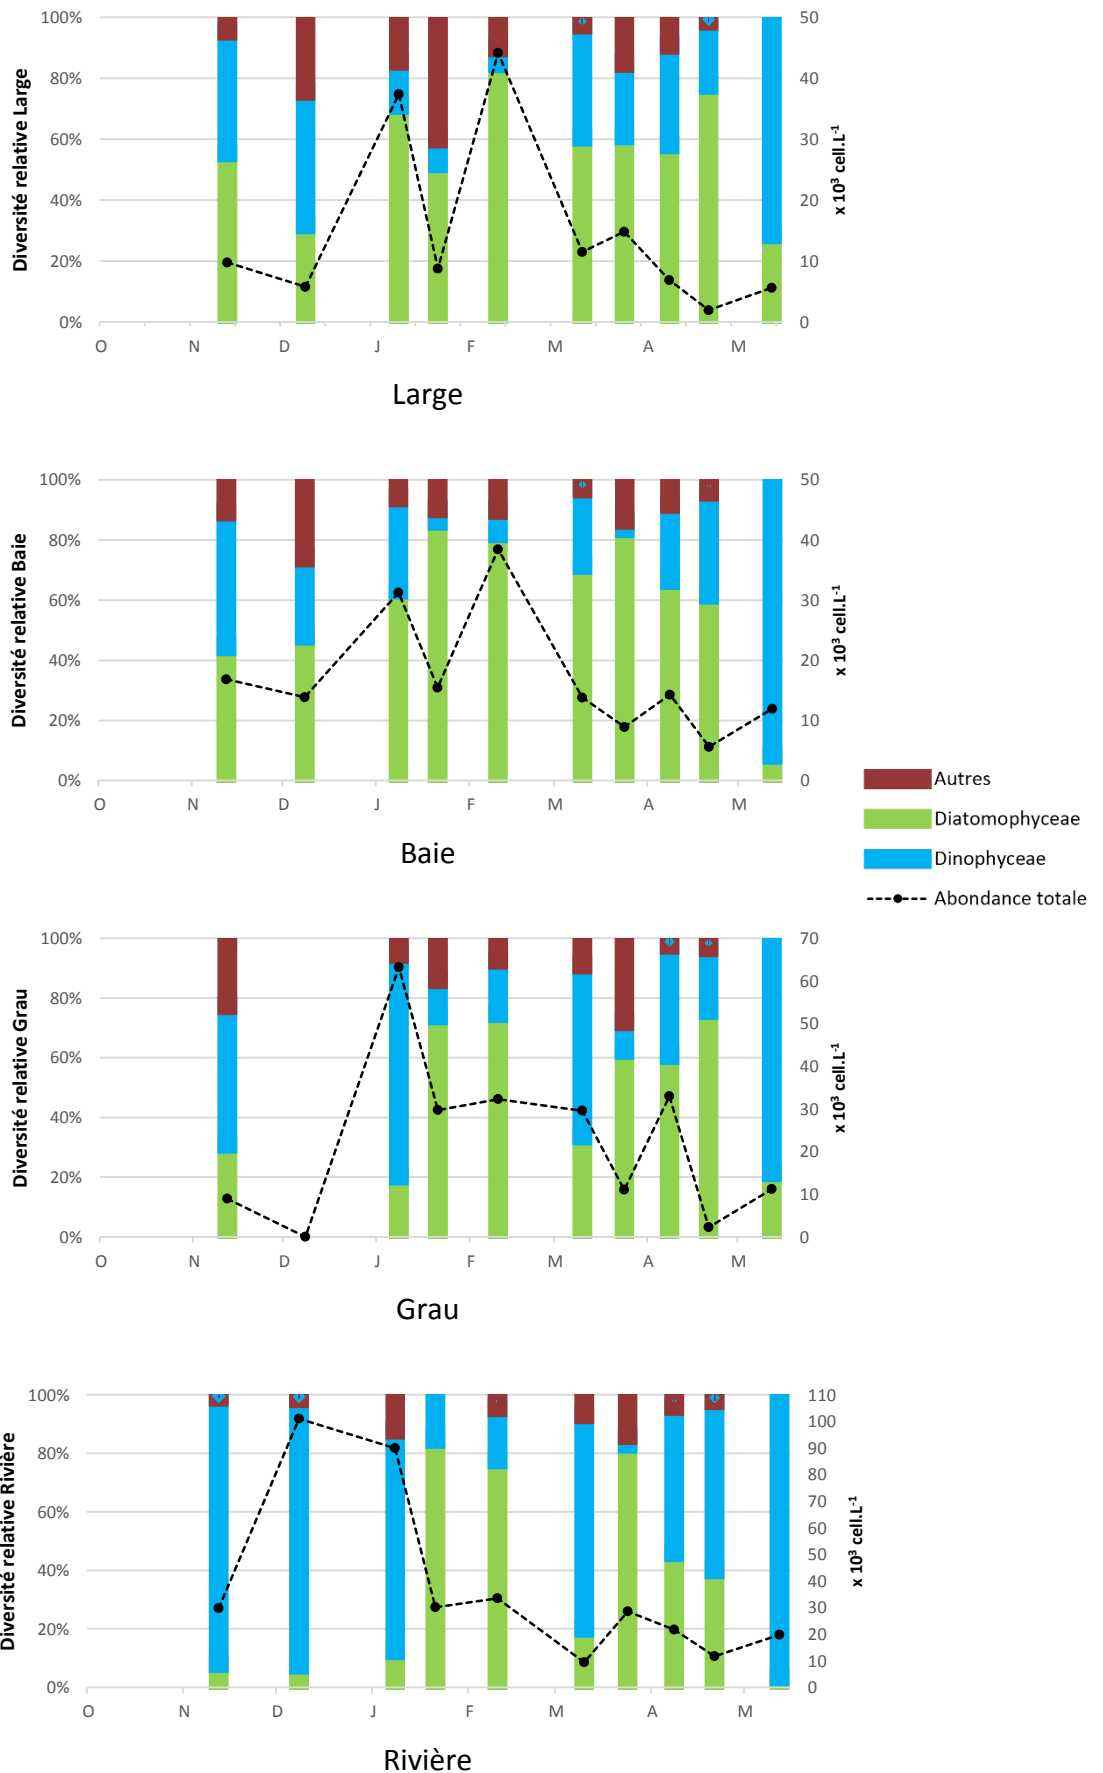 Diversité relative Large
100% 80% 60% 40% 20% 0%
50 40 30 20 10 0
x 10³ cell.L⁻¹
O N D J F M A M
Large
Diversité relative Baie
100% 80% 60% 40% 20% 0%
50 40 30 20 10 0
x 10³ cell.L⁻¹
O N D J F M A M
Baie
Autres
Diatomophyceae
Dinophyceae
Abondance totale
Diversité relative Grau
100% 80% 60% 40% 20% 0%
70 60 50 40 30 20 10 0
x 10³ cell.L⁻¹
O N D J F M A M
Grau
Diversité relative Rivière
100% 80% 60% 40% 20% 0%
110 100 90 80 70 60 50 40 30 20 10 0
x 10³ cell.L⁻¹
O N D J F M A M
Rivière